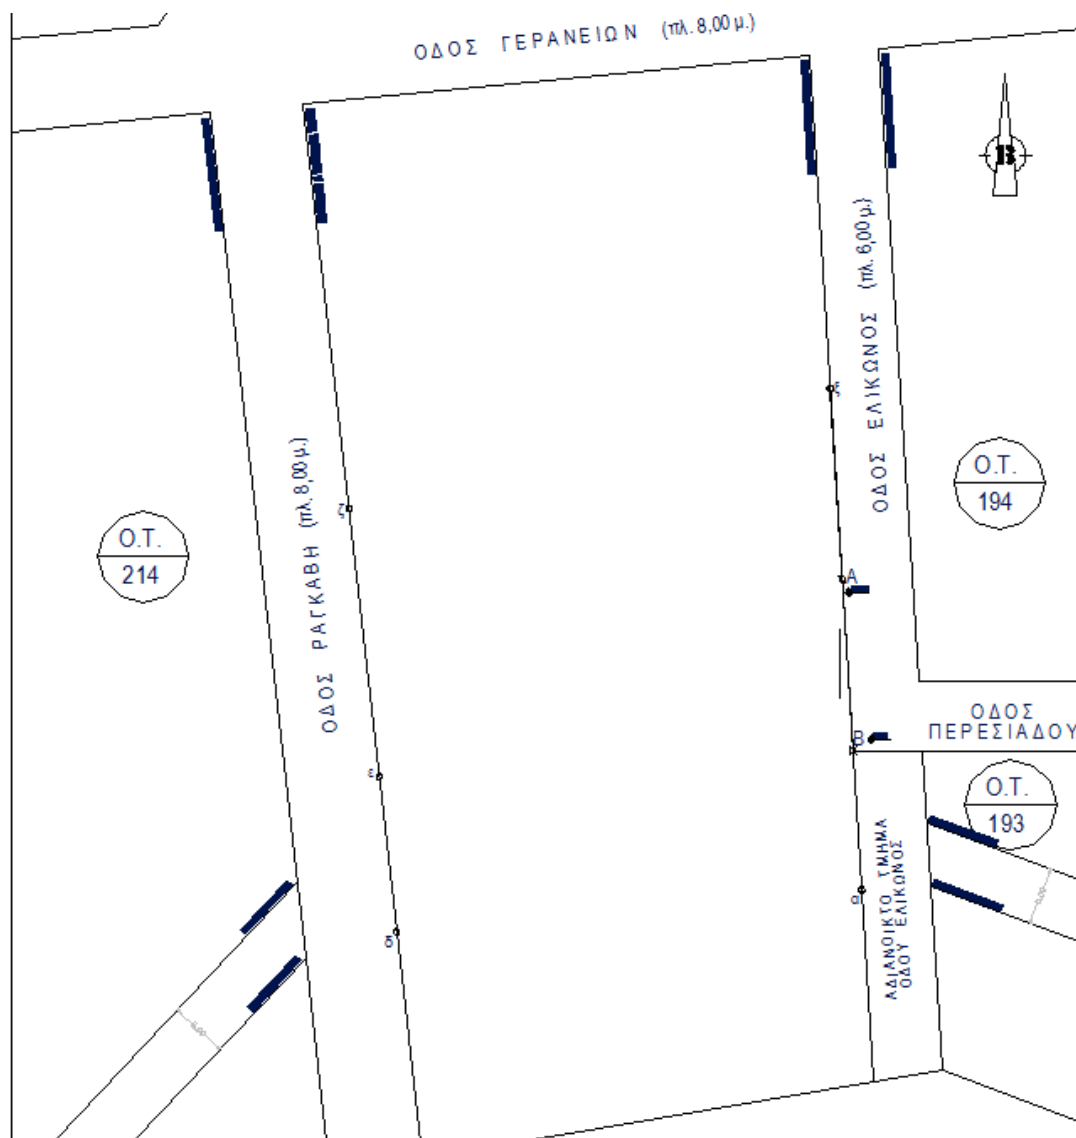 ΟΔΟΣ ΓΕΡΑΝΕΙΩΝ (πλ. 8,00 μ.)
ΟΔΟΣ ΕΛΙΚΩΝΟΣ (πλ. 6,00 μ.)
ξ
Ο.Τ.
194
ΟΔΟΣ ΡΑΓΚΑΒΗ (πλ. 8,00 μ.)
ζ
Ο.Τ.
214
Α
ΟΔΟΣ
ΠΕΡΕΣΙΑΔΟΥ
Β
ε
Ο.Τ.
193
ΑΔΙΑΝΟΙΚΤΟ ΤΜΗΜΑ
ΟΔΟΥ ΕΛΙΚΩΝΟΣ
α
δ